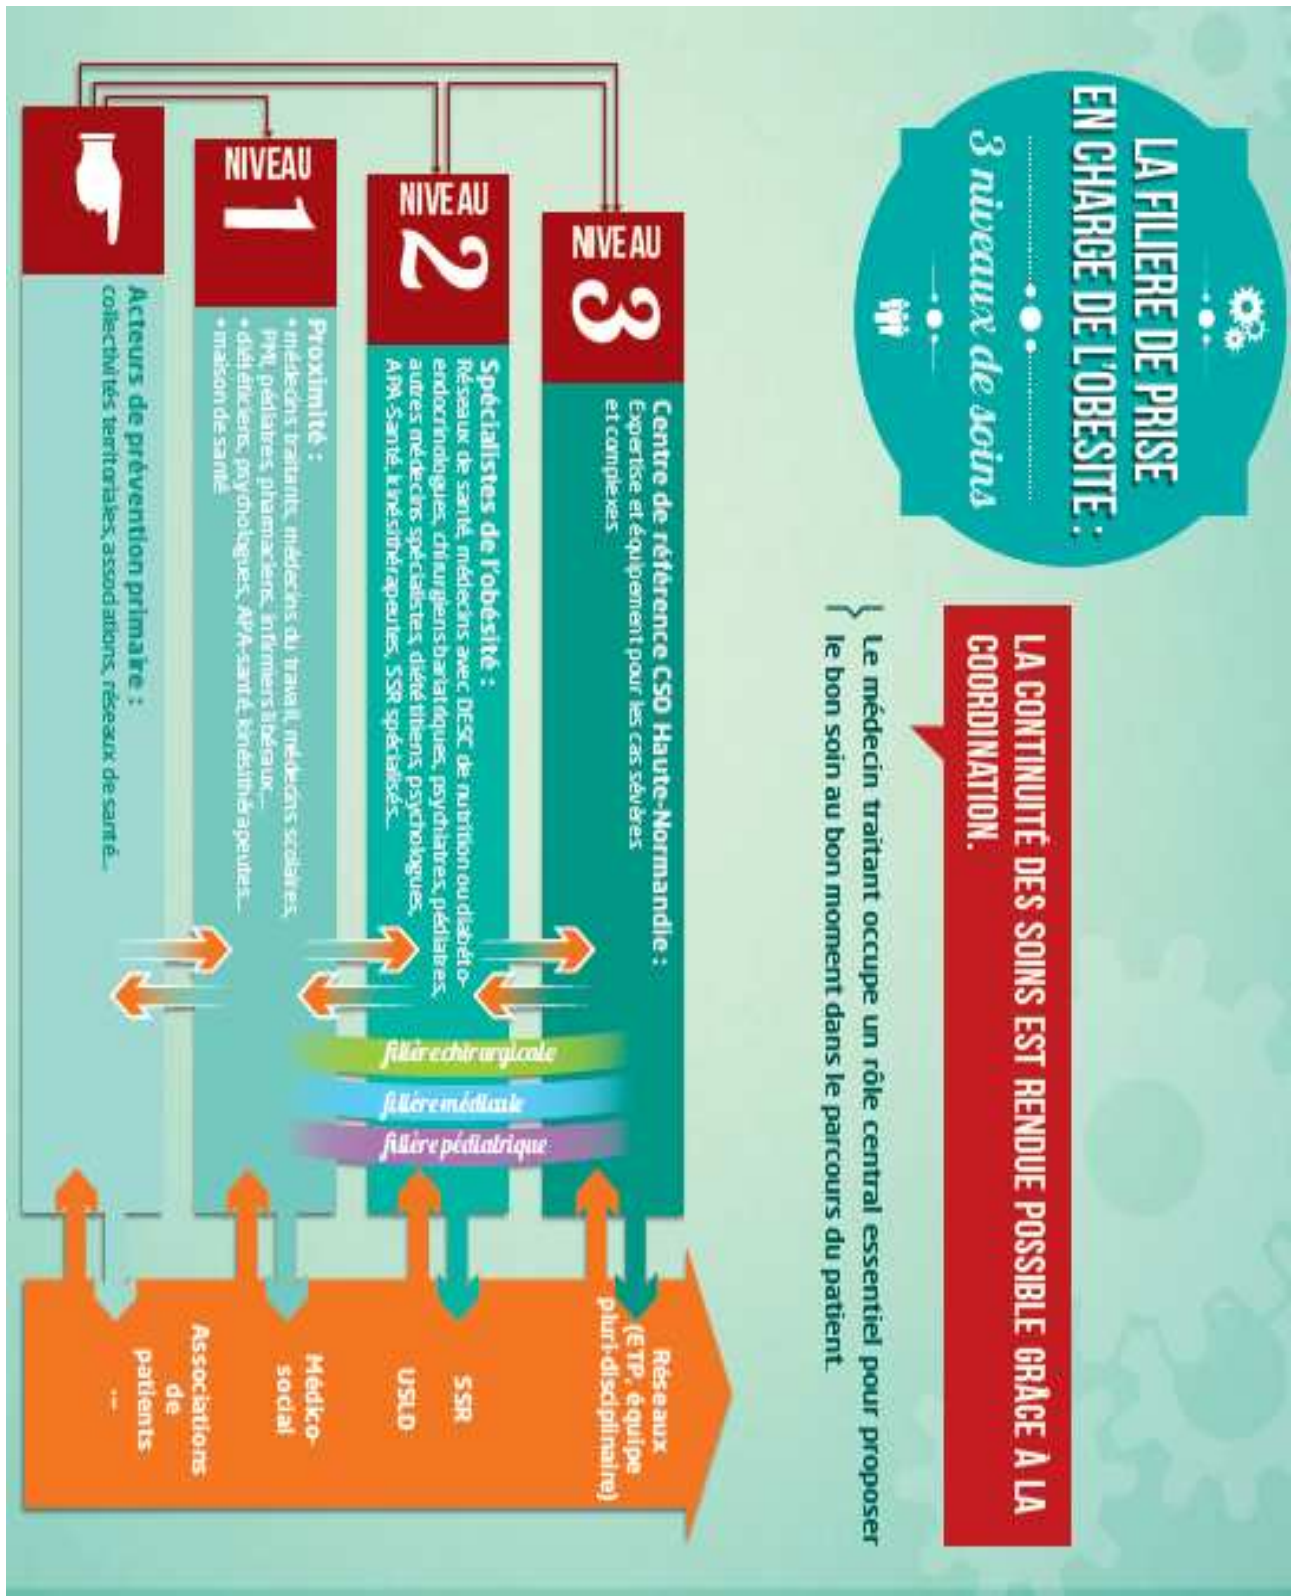 LA FILIERE DE PRISE
EN CHARGE DE L'OBESITE :
3 niveaux de soins
LA CONTINUITÉ DES SOINS EST RENDUE POSSIBLE GRÂCE À LA
COORDINATION.
Le médecin traitant occupe un rôle central essentiel pour proposer
le bon soin au bon moment dans le parcours du patient.
NIVEAU
3
Centre de référence CSO Haute-Normandie :
Expertise et équipement pour les cas sévères
et complexes
NIVEAU
2
Spécialistes de l'obésité :
Réseaux de santé, médecins avec DESC de nutrition ou diabéto-
endocrinologues, chirurgiens bariatriques, psychiatres, pédiatres,
autres médecins spécialistes, diététitiens, psychologues,
APA-Santé, kinésithérapeutes, SSR spécialisés...
NIVEAU
1
Proximité :
• médecins traitants, médecins du travail, médecins scolaires,
PMI, pédiatres, pharmaciens, infirmiers libéraux...
• diététiciens, psychologues, APA-santé, kinésithérapeutes...
• maison de santé
Acteurs de prévention primaire :
collectivités territoriales, associations, réseaux de santé...
filière chirurgicale
filière médicale
filière pédiatrique
Réseaux
(ETP, équipe
pluri-disciplinaire)
SSR
USLD
Médico-
social
Associations
de
patients
...